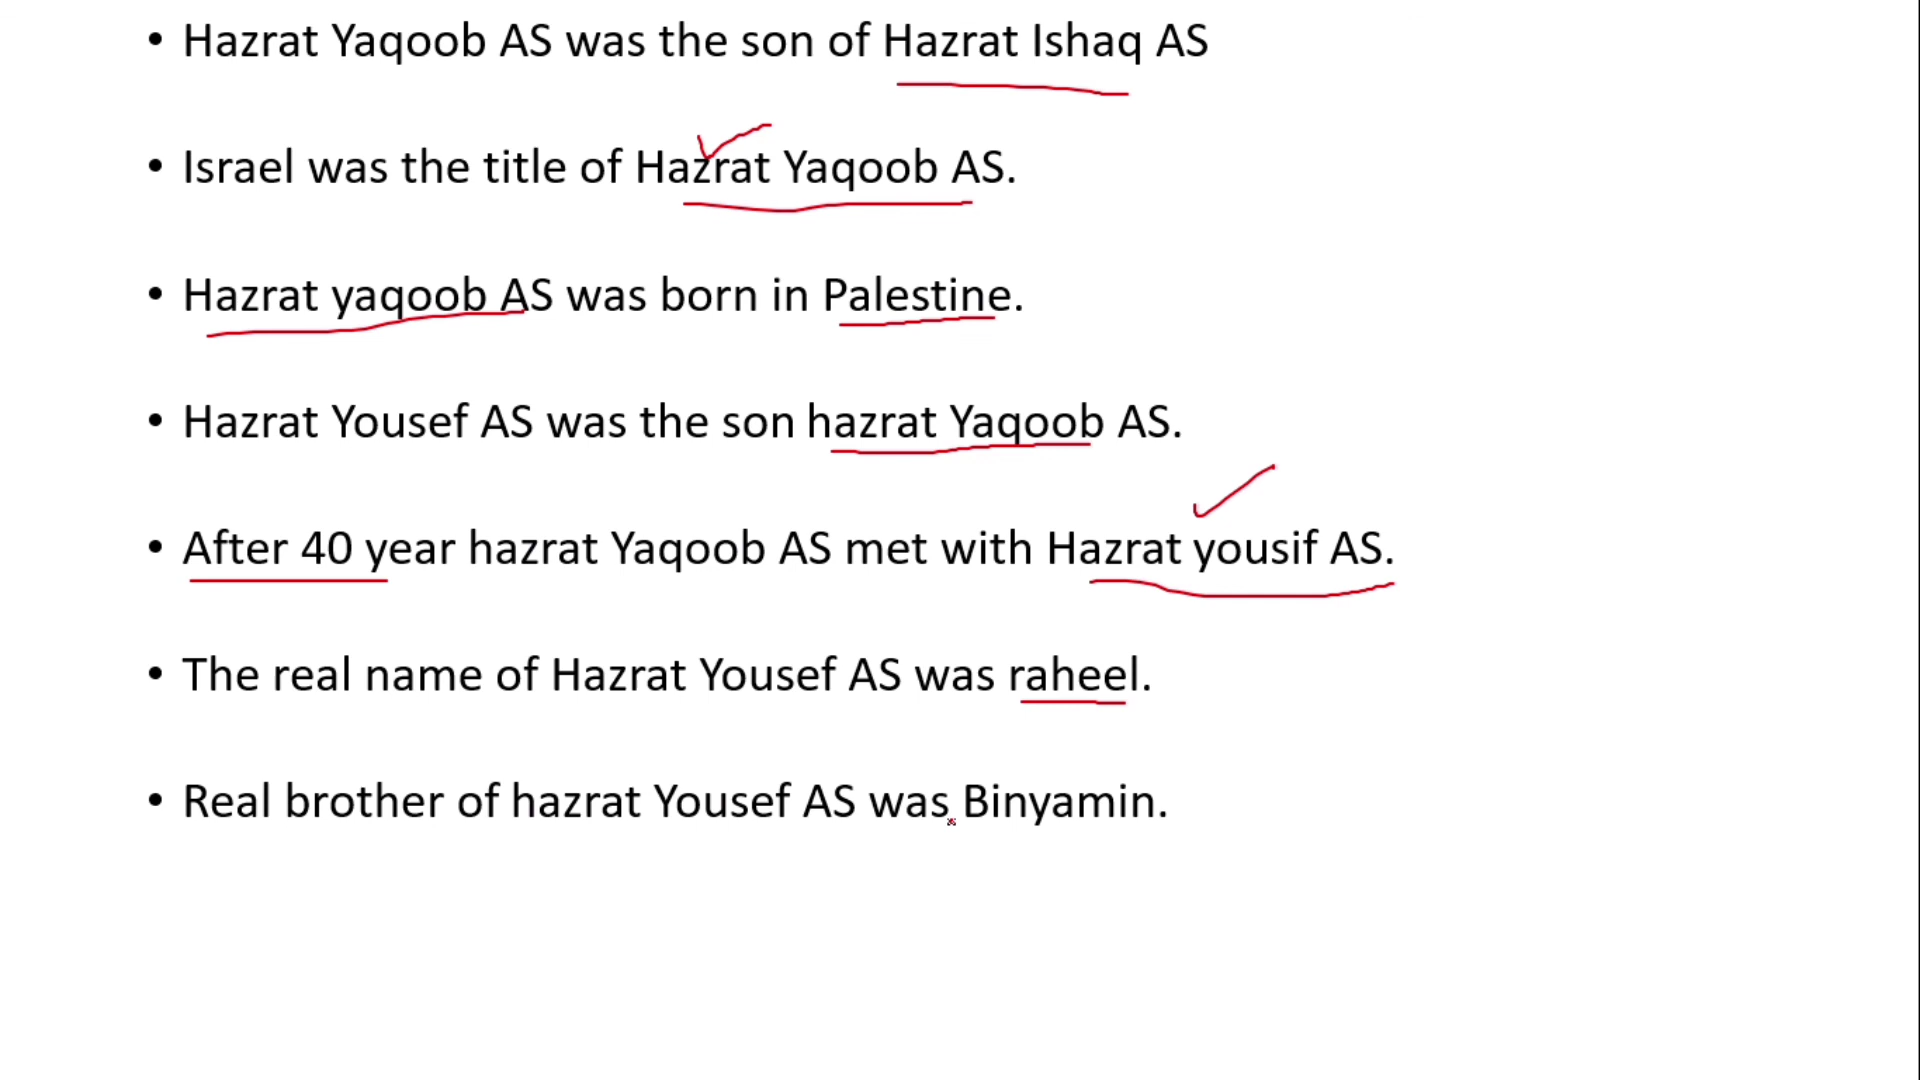 • Hazrat Yaqoob AS was the son of Hazrat Ishaq AS
• Israel was the title of Hazrat Yaqoob AS.
• Hazrat yaqoob AS was born in Palestine.
• Hazrat Yousef AS was the son hazrat Yaqoob AS.
• After 40 year hazrat Yaqoob AS met with Hazrat yousif AS.
• The real name of Hazrat Yousef AS was raheel.
• Real brother of hazrat Yousef AS was Binyamin.